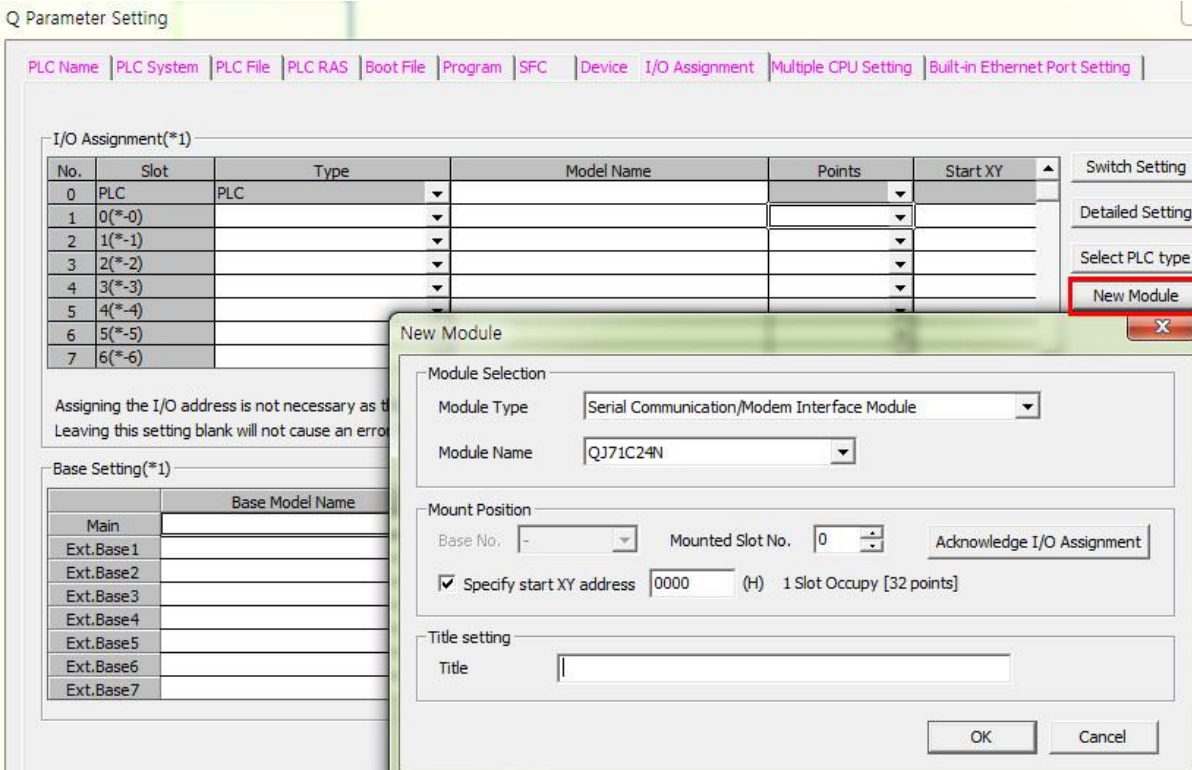 Q Parameter Setting
PLC Name PLC System PLC File PLC RAS Boot File Program SFC Device I/O Assignment Multiple CPU Setting Built-in Ethernet Port Setting
I/O Assignment(*1)
No. Slot Type Model Name Points Start XY
0 PLC PLC
1 0(*-0)
2 1(*-1)
3 2(*-2)
4 3(*-3)
5 4(*-4)
6 5(*-5)
7 6(*-6)
Switch Setting
Detailed Setting
Select PLC type
New Module
Assigning the I/O address is not necessary as
Leaving this setting blank will not cause an error
Base Setting(*1)
Base Model Name
Main
Ext.Base1
Ext.Base2
Ext.Base3
Ext.Base4
Ext.Base5
Ext.Base6
Ext.Base7
New Module
Module Selection
Module Type Serial Communication/Modem Interface Module
Module Name QJ71C24N
Mount Position
Base No. - Mounted Slot No. 0 Acknowledge I/O Assignment
Specify start XY address 0000 (H) 1 Slot Occupy [32 points]
Title setting
Title
OK Cancel